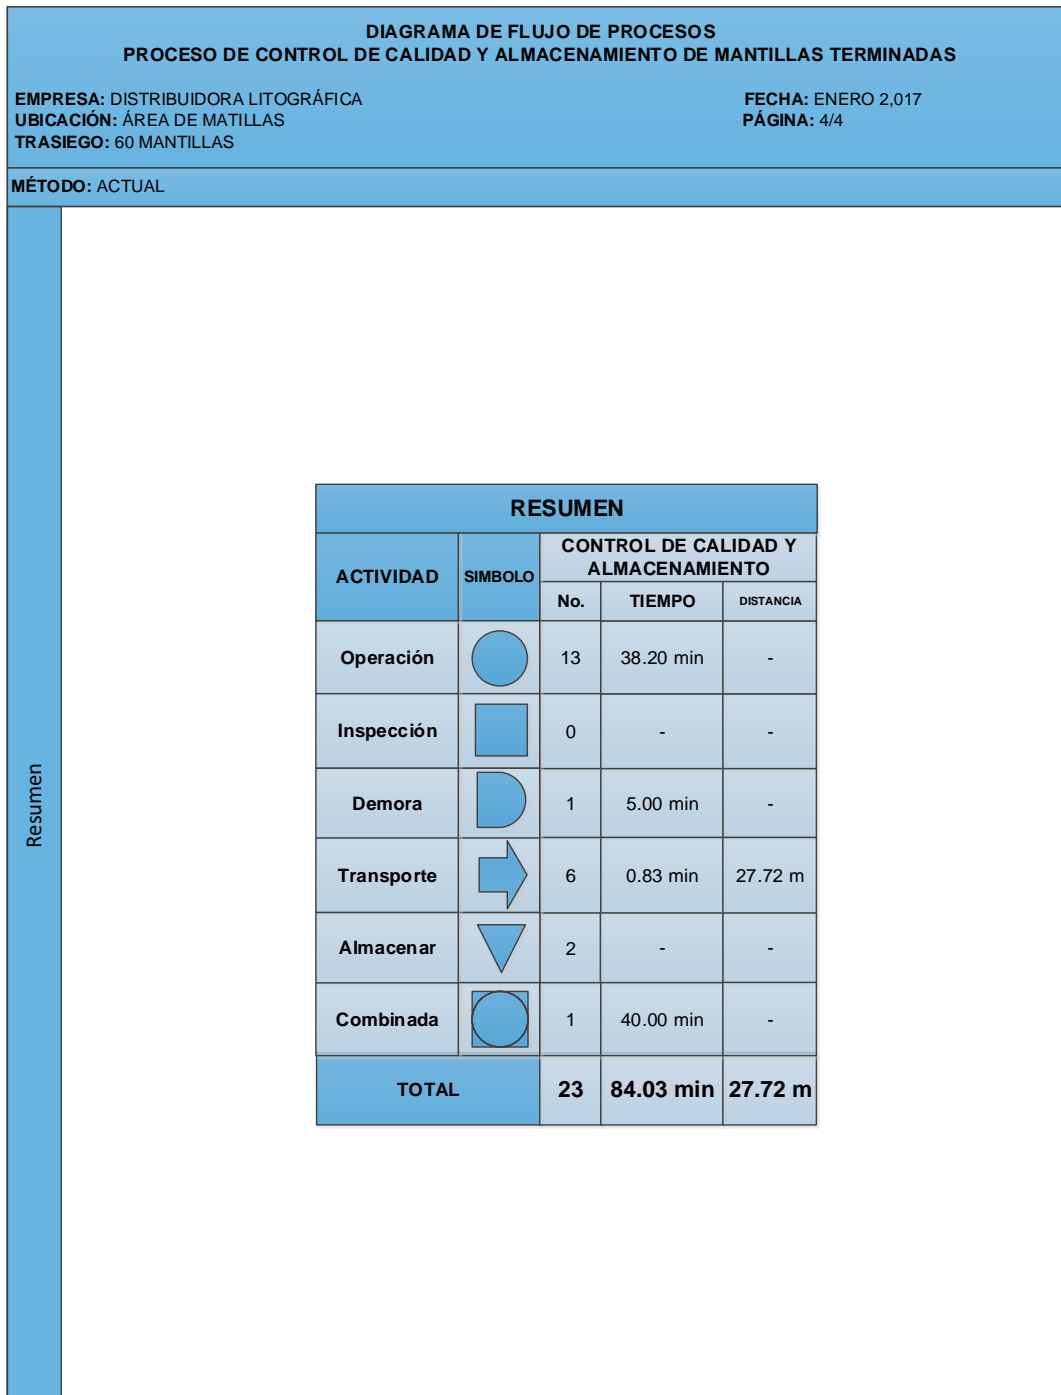 DIAGRAMA DE FLUJO DE PROCESOS
PROCESO DE CONTROL DE CALIDAD Y ALMACENAMIENTO DE MANTILLAS TERMINADAS
EMPRESA: DISTRIBUIDORA LITOGRÁFICA
FECHA: ENERO 2,017
UBICACIÓN: ÁREA DE MATILLAS
PÁGINA: 4/4
TRASIEGO: 60 MANTILLAS
MÉTODO: ACTUAL
Resumen
RESUMEN
ACTIVIDAD
SIMBOLO
CONTROL DE CALIDAD Y
ALMACENAMIENTO
No. TIEMPO DISTANCIA
Operación 13 38.20 min -
Inspección 0 - -
Demora 1 5.00 min -
Transporte 6 0.83 min 27.72 m
Almacenar 2 - -
Combinada 1 40.00 min -
TOTAL 23 84.03 min 27.72 m